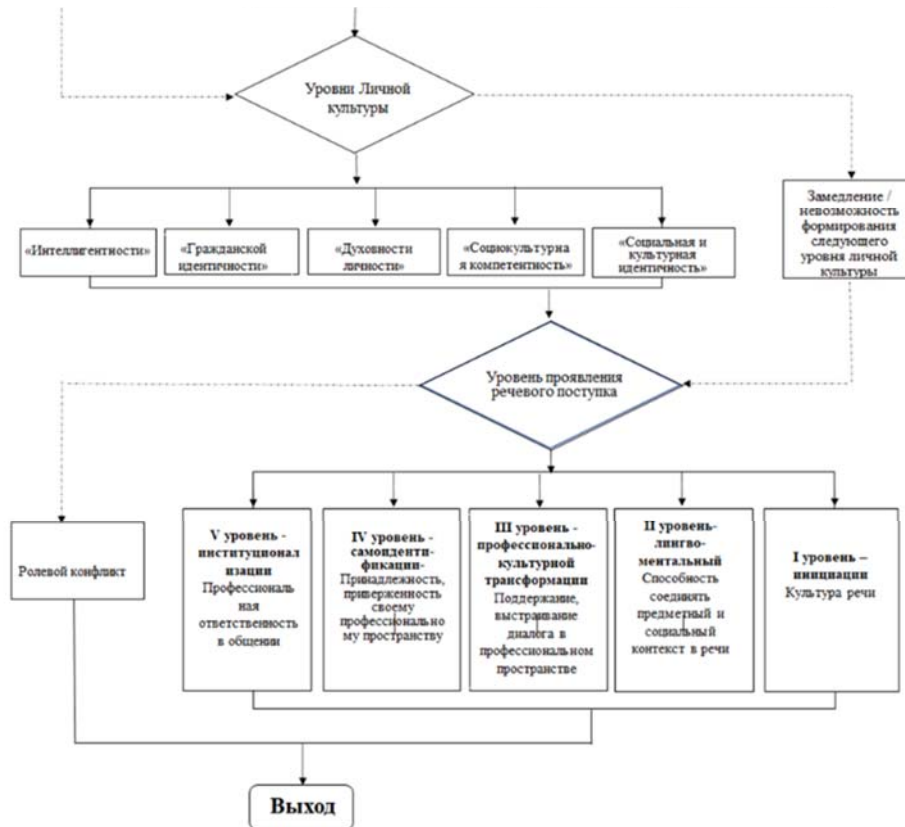 Уровни Личной
культуры
Замедление /
невозможность
формирования
следующего
уровня личной
культуры
«Интеллигентности»
«Гражданской
идентичности»
«Духовности
личности»
«Социокультурна
я компетентность»
«Социальная и
культурная
идентичность»
Уровень проявления
речевого поступка
Ролевой конфликт
V уровень -
институционал
изации
Профессиональ
ная
ответственность
в общении
IV уровень -
самоиденти-
фикации-
Принадлежность,
приверженность
своему
профессионально
му пространству
III уровень -
профессионально-
культурной
трансформации
Поддержание,
выстраивание
диалога в
профессиональном
пространстве
II уровень-
лингво-
ментальный
Способность
соединять
предметный и
социальный
контекст в речи
I уровень –
инициации
Культура речи
Выход